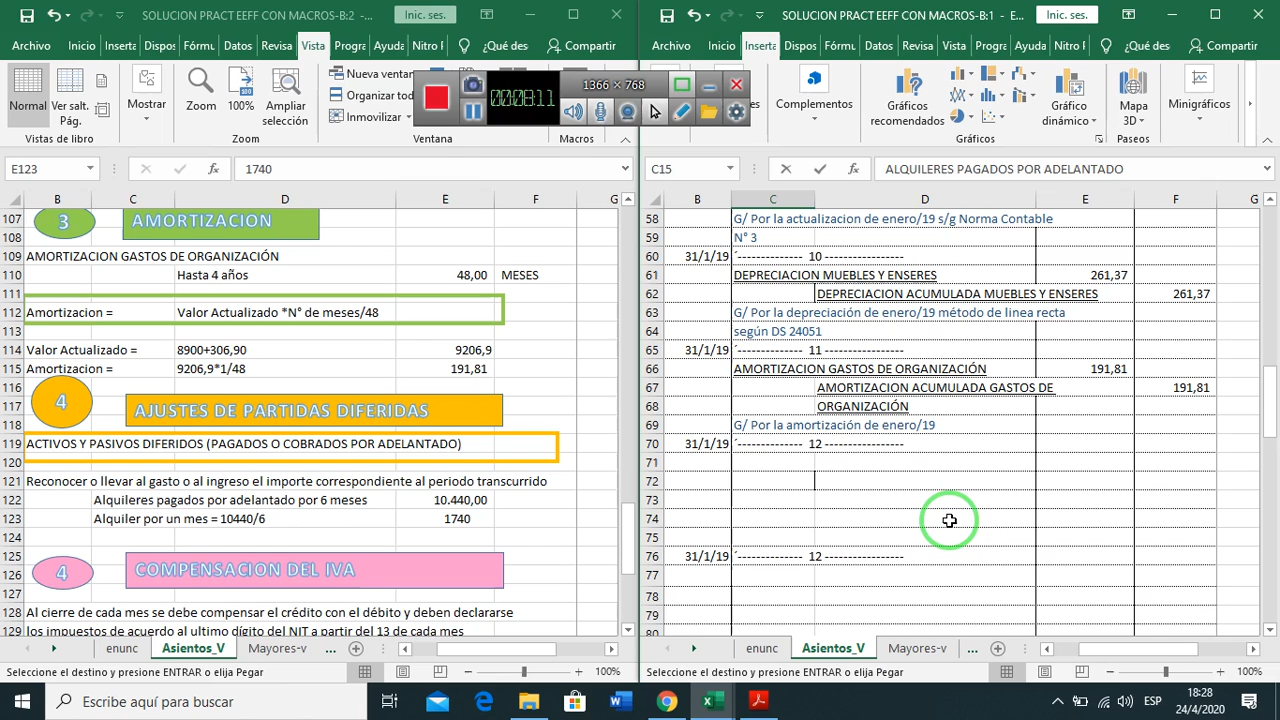 SOLUCION PRACT EEFF CON MACROS-B:2 -...
Inic. ses.
Archivo Inicio Inserta Dispos Fórmu Datos Revisa Vista Progra Ayuda Nitro P ¿Qué des Compartir
Normal
Ver salt. Pág.
Mostrar
Zoom
100%
Ampliar selección
Nueva ventan
Organizar tod
Inmovilizar
Macros
Vistas de libro
Zoom
Ventana
Macros
1366 × 768
E123
1740
B C D E F G
107 3 AMORTIZACION
108
109 AMORTIZACION GASTOS DE ORGANIZACIÓN
110 Hasta 4 años 48,00 MESES
111
112 Amortizacion = Valor Actualizado *N° de meses/48
113
114 Valor Actualizado = 8900+306,90 9206,9
115 Amortizacion = 9206,9*1/48 191,81
116 4
117 AJUSTES DE PARTIDAS DIFERIDAS
118
119 ACTIVOS Y PASIVOS DIFERIDOS (PAGADOS O COBRADOS POR ADELANTADO)
120
121 Reconocer o llevar al gasto o al ingreso el importe correspondiente al periodo transcurrido
122 Alquileres pagados por adelantado por 6 meses 10.440,00
123 Alquiler por un mes = 10440/6 1740
125 4 COMPENSACION DEL IVA
126
128 Al cierre de cada mes se debe compensar el crédito con el débito y deben declararse
129 los impuestos de acuerdo al ultimo dígito del NIT a partir del 13 de cada mes
enunc Asientos_V Mayores-v ...
Seleccione el destino y presione ENTRAR o elija Pegar 100%
SOLUCION PRACT EEFF CON MACROS-B:1 - E...
Inic. ses.
Archivo Inicio Inserta Dispos Fórmu Datos Revisa Vista Progra Ayuda Nitro P ¿Qué des Compartir
Complementos
Gráficos recomendados
Gráfico dinámico
Mapa 3D
Minigráficos
Gráficos
Paseos
C15
ALQUILERES PAGADOS POR ADELANTADO
B C D E F G
58 G/ Por la actualizacion de enero/19 s/g Norma Contable
59 N° 3
60 31/1/19 ´-------------- 10 ------------------
61 DEPRECIACION MUEBLES Y ENSERES 261,37
62 DEPRECIACION ACUMULADA MUEBLES Y ENSERES 261,37
63 G/ Por la depreciación de enero/19 método de linea recta
64 según DS 24051
65 31/1/19 ´-------------- 11 ------------------
66 AMORTIZACION GASTOS DE ORGANIZACIÓN 191,81
67 AMORTIZACION ACUMULADA GASTOS DE 191,81
68 ORGANIZACIÓN
69 G/ Por la amortización de enero/19
70 31/1/19 ´-------------- 12 ------------------
71
72
73
74
75
76 31/1/19 ´-------------- 12 ------------------
77
78
79
80
enunc Asientos_V Mayores-v ...
Seleccione el destino y presione ENTRAR o elija Pegar 100%
Escribe aquí para buscar
ESP
18:28
24/4/2020